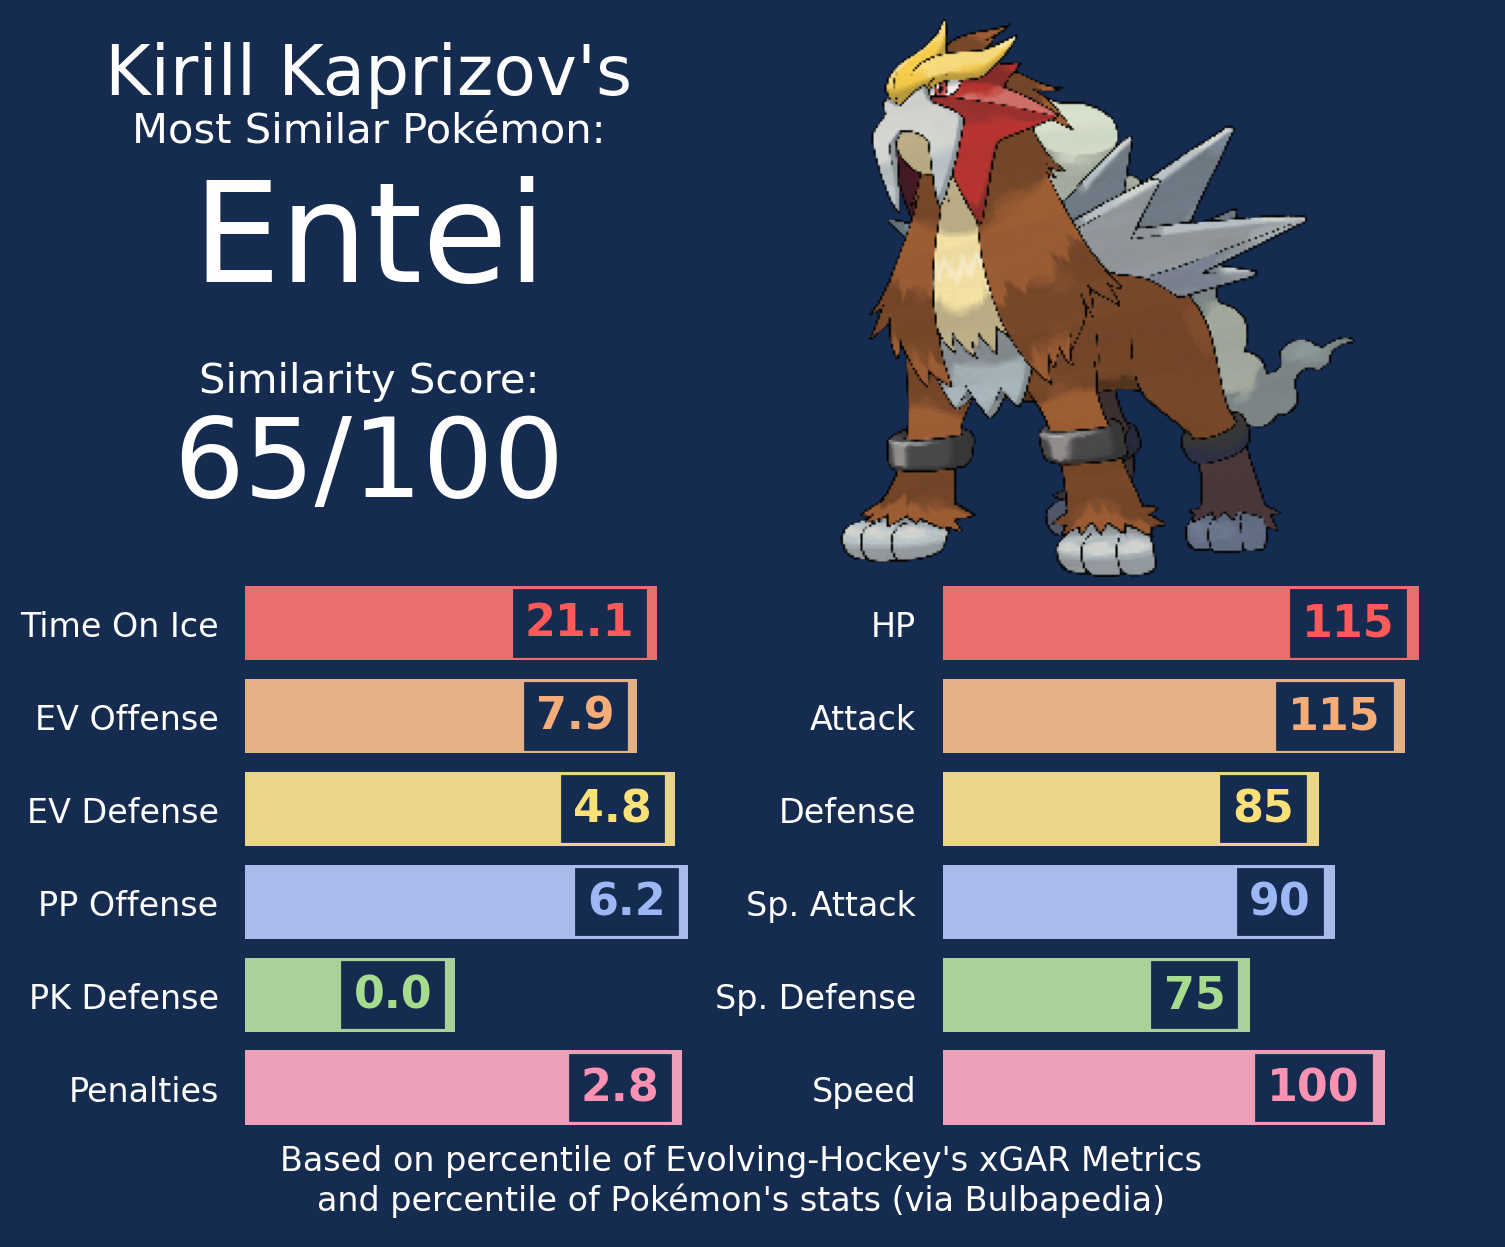 Kirill Kaprizov's
Most Similar Pokémon:
Entei
Similarity Score:
65/100
Time On Ice 21.1
EV Offense 7.9
EV Defense 4.8
PP Offense 6.2
PK Defense 0.0
Penalties 2.8
HP 115
Attack 115
Defense 85
Sp. Attack 90
Sp. Defense 75
Speed 100
Based on percentile of Evolving-Hockey's xGAR Metrics
and percentile of Pokémon's stats (via Bulbapedia)